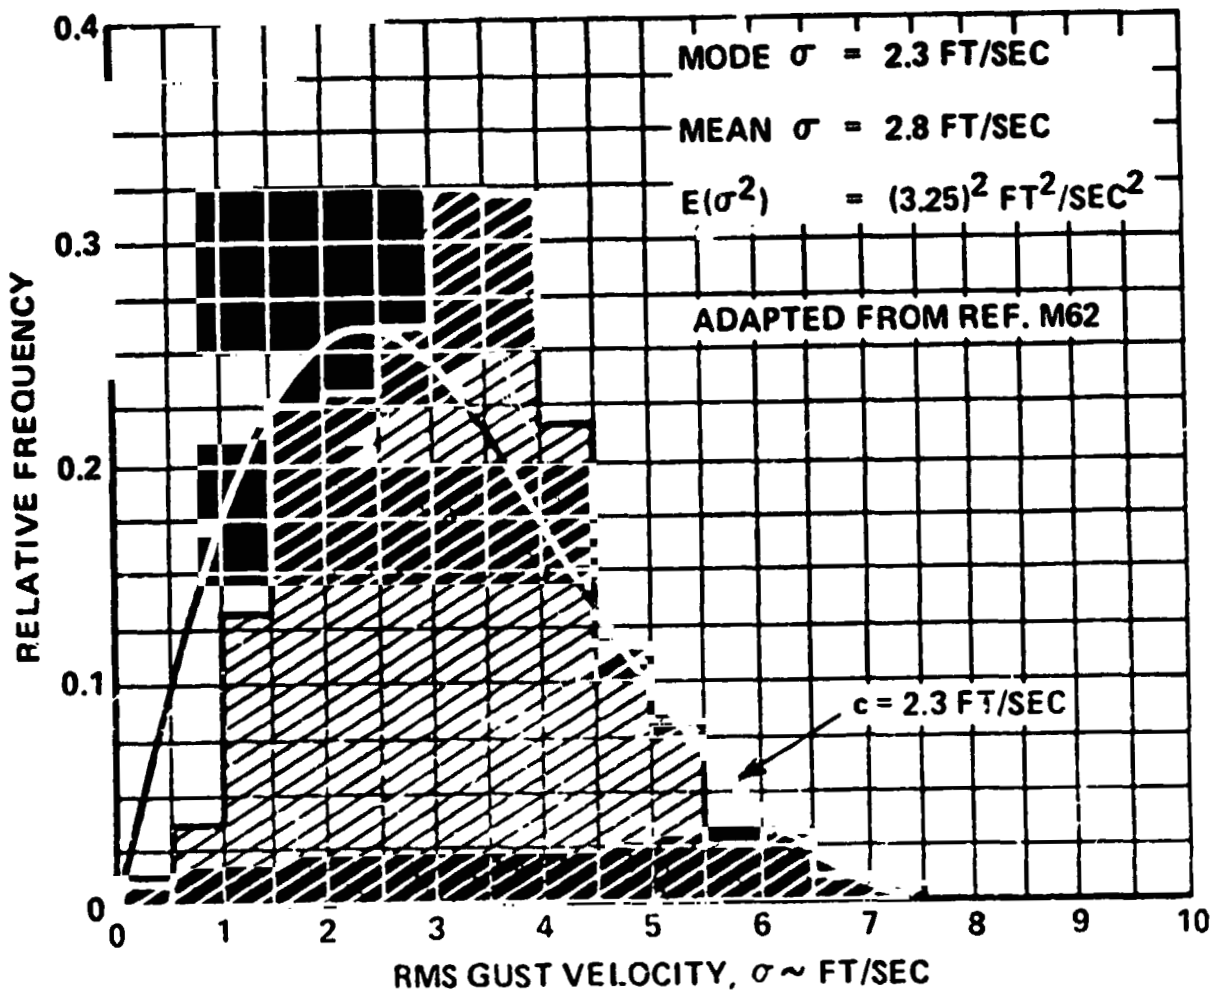 0.4
MODE σ = 2.3 FT/SEC
MEAN σ = 2.8 FT/SEC
E(σ²) = (3.25)² FT²/SEC²
0.3
ADAPTED FROM REF. M62
RELATIVE FREQUENCY
0.2
0.1
c = 2.3 FT/SEC
0
0 1 2 3 4 5 6 7 8 9 10
RMS GUST VELOCITY, σ ~ FT/SEC